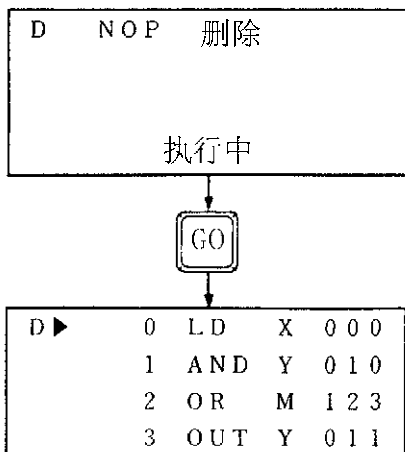 D NOP 删除
执行中
GO
D▶ 0 LD X 000
1 AND Y 010
2 OR M 123
3 OUT Y 011